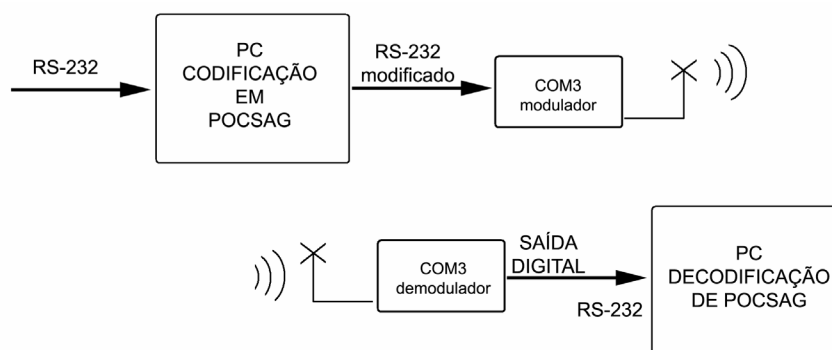 RS-232
PC
CODIFICAÇÃO
EM
POCSAG
RS-232
modificado
COM3
modulador
COM3
demodulador
SAÍDA
DIGITAL
RS-232
PC
DECODIFICAÇÃO
DE POCSAG